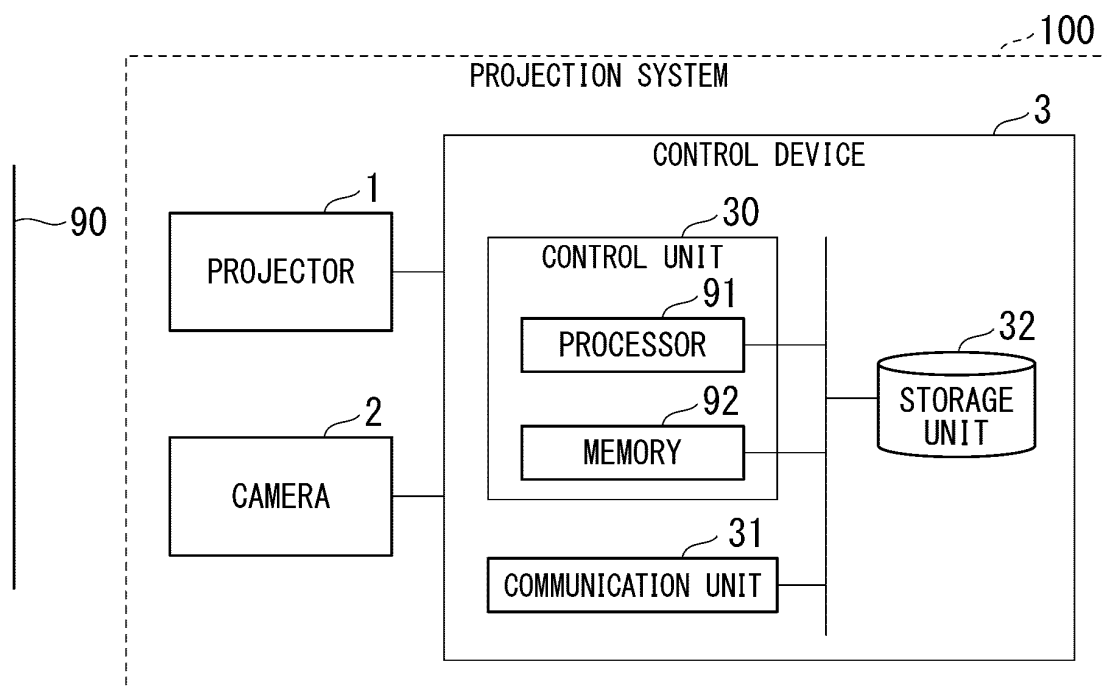 100
PROJECTION SYSTEM
3
CONTROL DEVICE
1
PROJECTOR
90
30
CONTROL UNIT
91
PROCESSOR
32
STORAGE
UNIT
92
MEMORY
2
CAMERA
31
COMMUNICATION UNIT